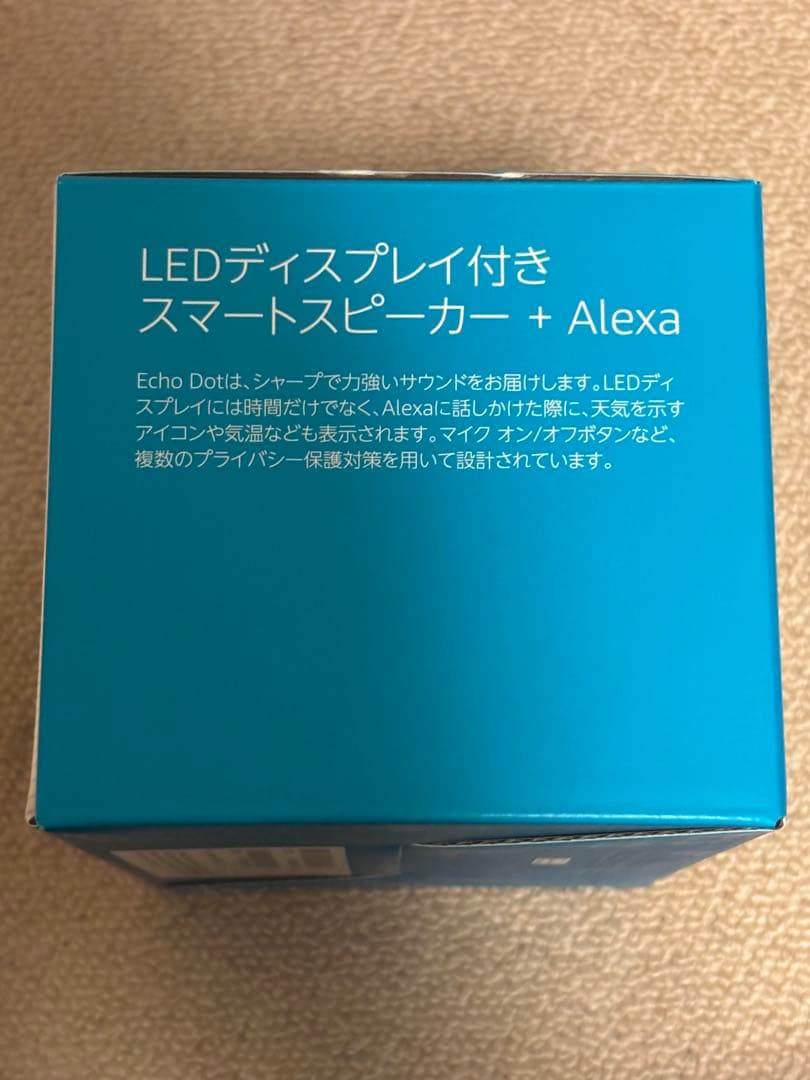 LEDディスプレイ付き
スマートスピーカー + Alexa
Echo Dotは、シャープで力強いサウンドをお届けします。LEDディ
スプレイには時間だけでなく、Alexaに話しかけた際に、天気を示す
アイコンや気温なども表示されます。マイク オン/オフボタンなど、
複数のプライバシー保護対策を用いて設計されています。